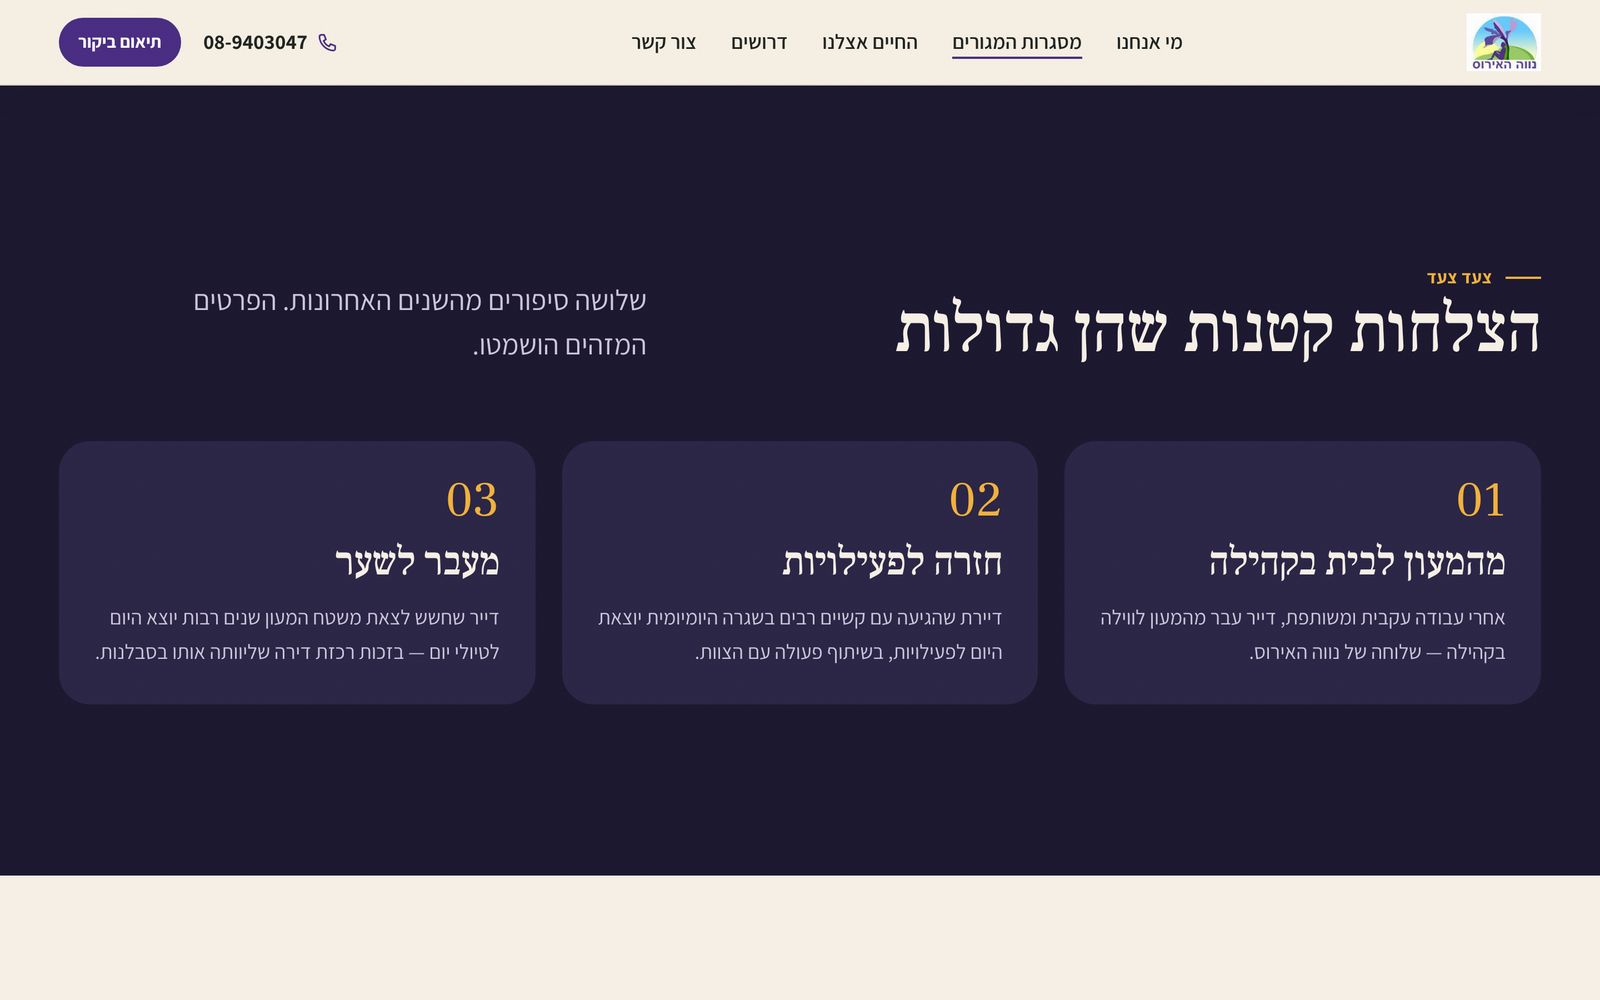 נווה האירוס
מי אנחנו
מסגרות המגורים
החיים אצלנו
דרושים
צור קשר
08-9403047
תיאום ביקור
צעד צעד
הצלחות קטנות שהן גדולות
שלושה סיפורים מהשנים האחרונות. הפרטים
המזהים הושמטו.
01
מהמעון לבית בקהילה
אחרי עבודה עקבית ומשותפת, דייר עבר מהמעון לווילה
בקהילה — שלוחה של נווה האירוס.
02
חזרה לפעילויות
דיירת שהגיעה עם קשיים רבים בשגרה היומיומית יוצאת
היום לפעילויות, בשיתוף פעולה עם הצוות.
03
מעבר לשער
דייר שחשש לצאת משטח המעון שנים רבות יוצא היום
לטיולי יום — בזכות רכזת דירה שליוותה אותו בסבלנות.